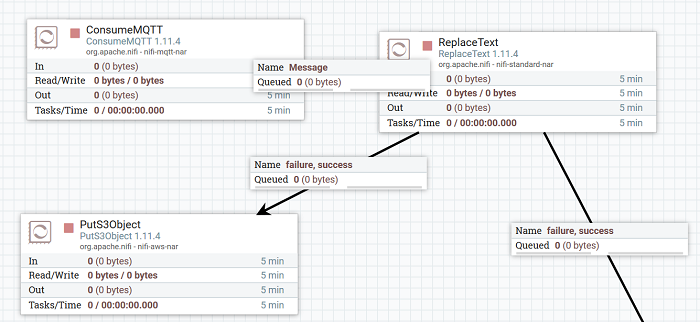 ConsumeMQTT
ConsumeMQTT 1.11.4
org.apache.nifi - nifi-mqtt-nar
In 0 (0 bytes) 5 min
Read/Write 0 bytes / 0 bytes
Out 0 (0 bytes) 5 min
Tasks/Time 0 / 00:00:00.000 5 min
Name Message
Queued 0 (0 bytes)
ReplaceText
ReplaceText 1.11.4
org.apache.nifi - nifi-standard-nar
5 min
Read/Write 0 bytes / 0 bytes 5 min
Out 0 (0 bytes) 5 min
Tasks/Time 0 / 00:00:00.000 5 min
Name failure, success
Queued 0 (0 bytes)
PutS3Object
PutS3Object 1.11.4
org.apache.nifi - nifi-aws-nar
In 0 (0 bytes) 5 min
Read/Write 0 bytes / 0 bytes 5 min
Out 0 (0 bytes) 5 min
Tasks/Time 0 / 00:00:00.000 5 min
Name failure, success
Queued 0 (0 bytes)